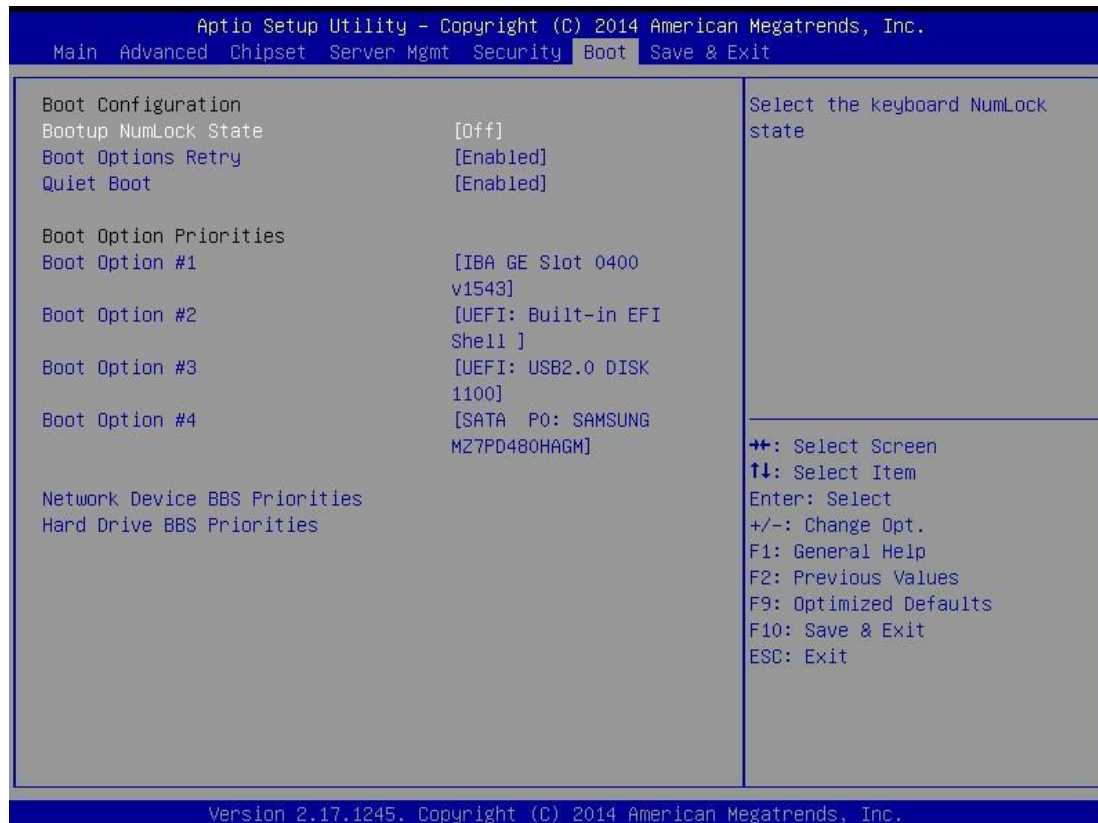 Aptio Setup Utility – Copyright (C) 2014 American Megatrends, Inc.
Main Advanced Chipset Server Mgmt Security Boot Save & Exit
Boot Configuration
Bootup NumLock State [Off]
Boot Options Retry [Enabled]
Quiet Boot [Enabled]
Boot Option Priorities
Boot Option #1 [IBA GE Slot 0400
v1543]
Boot Option #2 [UEFI: Built-in EFI
Shell ]
Boot Option #3 [UEFI: USB2.0 DISK
1100]
Boot Option #4 [SATA PO: SAMSUNG
MZ7PD480HAGM]
Network Device BBS Priorities
Hard Drive BBS Priorities
Select the keyboard NumLock
state
→←: Select Screen
↑↓: Select Item
Enter: Select
+/-: Change Opt.
F1: General Help
F2: Previous Values
F9: Optimized Defaults
F10: Save & Exit
ESC: Exit
Version 2.17.1245. Copyright (C) 2014 American Megatrends, Inc.